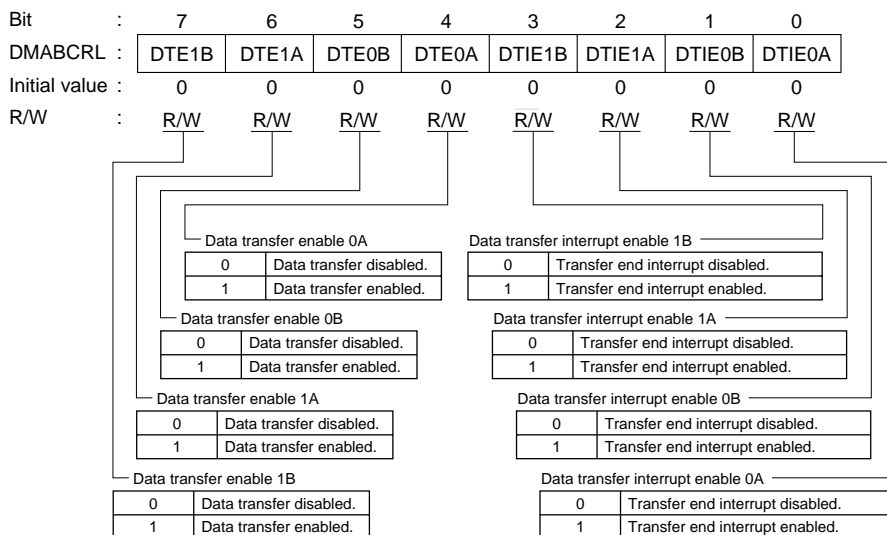 Bit : 7 6 5 4 3 2 1 0
DMABCRL : DTE1B DTE1A DTE0B DTE0A DTIE1B DTIE1A DTIE0B DTIE0A
Initial value : 0 0 0 0 0 0 0 0
R/W : R/W R/W R/W R/W R/W R/W R/W R/W
Data transfer enable 0A
0 Data transfer disabled.
1 Data transfer enabled.
Data transfer interrupt enable 1B
0 Transfer end interrupt disabled.
1 Transfer end interrupt enabled.
Data transfer enable 0B
0 Data transfer disabled.
1 Data transfer enabled.
Data transfer interrupt enable 1A
0 Transfer end interrupt disabled.
1 Transfer end interrupt enabled.
Data transfer enable 1A
0 Data transfer disabled.
1 Data transfer enabled.
Data transfer interrupt enable 0B
0 Transfer end interrupt disabled.
1 Transfer end interrupt enabled.
Data transfer enable 1B
0 Data transfer disabled.
1 Data transfer enabled.
Data transfer interrupt enable 0A
0 Transfer end interrupt disabled.
1 Transfer end interrupt enabled.